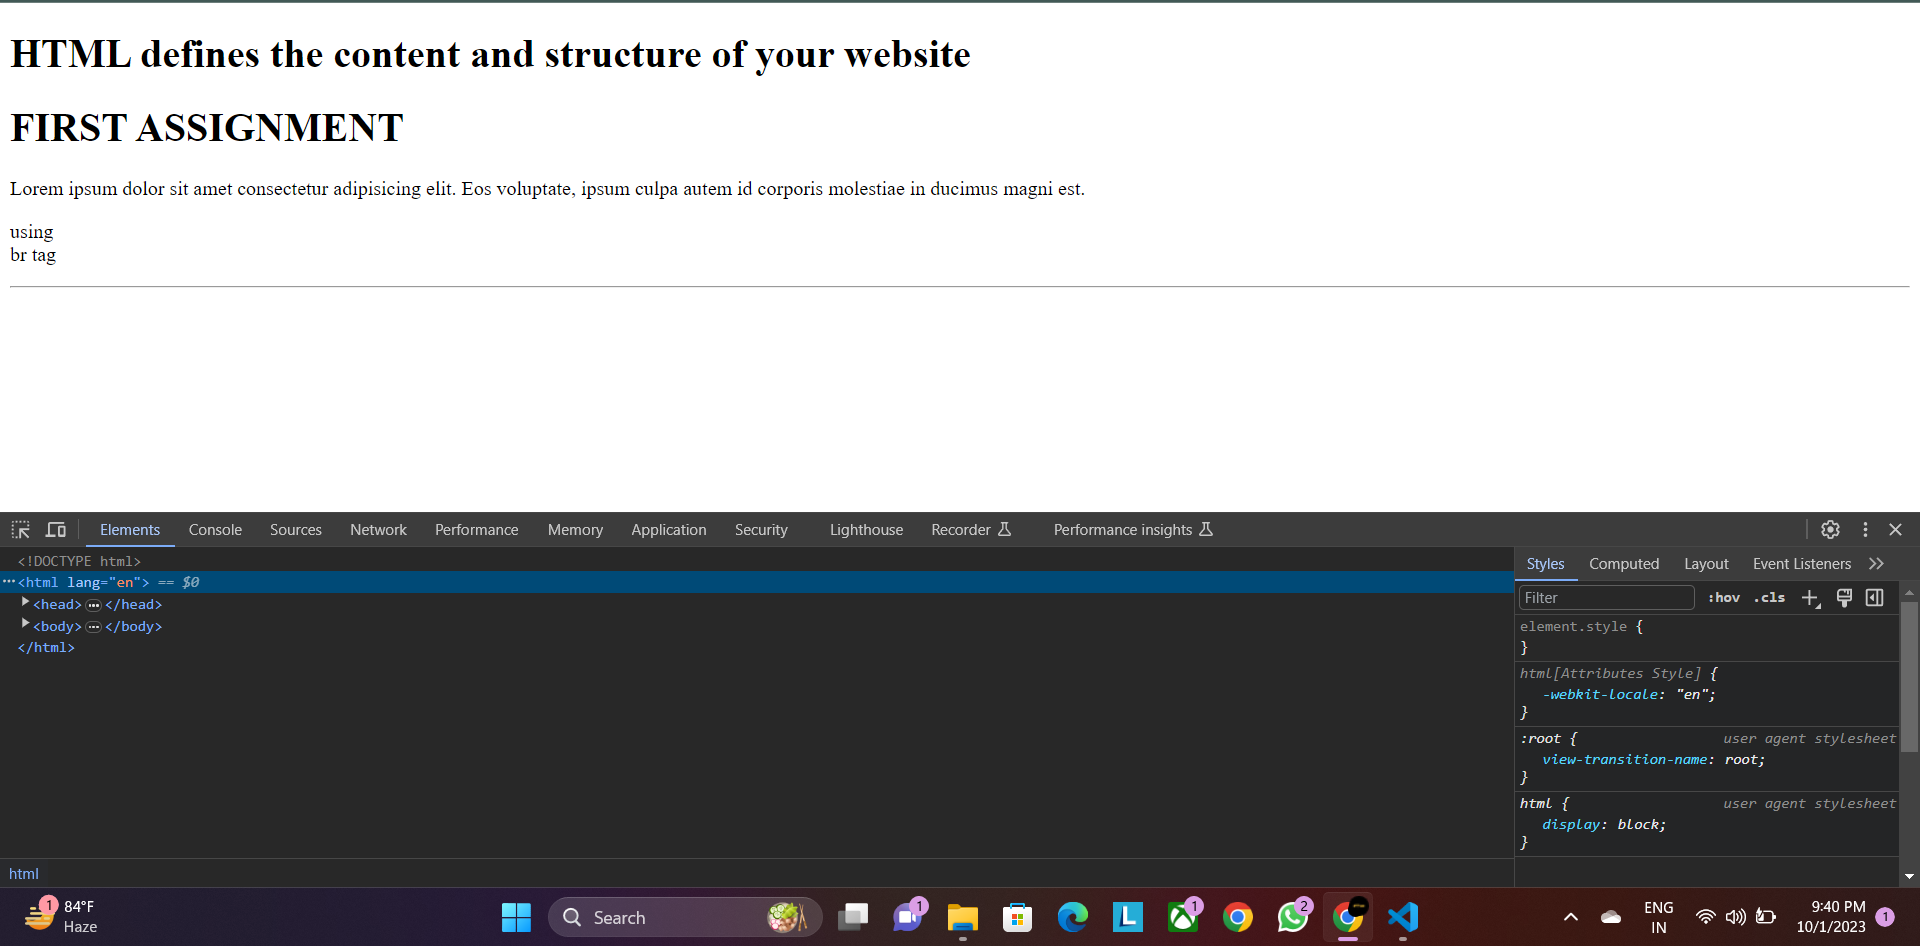 HTML defines the content and structure of your website
FIRST ASSIGNMENT
Lorem ipsum dolor sit amet consectetur adipisicing elit. Eos voluptate, ipsum culpa autem id corporis molestiae in ducimus magni est.
using
br tag
Elements Console Sources Network Performance Memory Application Security Lighthouse Recorder Performance insights
<!DOCTYPE html>
<html lang="en"> == $0
<head> ... </head>
<body> ... </body>
</html>
html
Styles Computed Layout Event Listeners
Filter :hov .cls
element.style {
}
html[Attributes Style] {
-webkit-locale: "en";
}
:root { user agent stylesheet
view-transition-name: root;
}
html { user agent stylesheet
display: block;
}
1 84°F
Haze
Search
1
L
1
2
ENG
IN
9:40 PM
10/1/2023
1